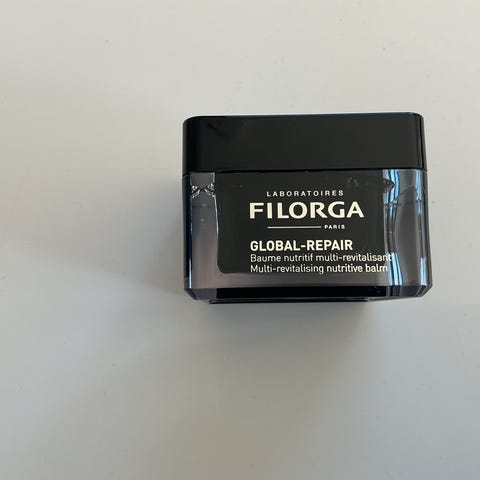 LABORATOIRES
FILORGA
PARIS
GLOBAL-REPAIR
Baume nutritif multi-revitalisant
Multi-revitalising nutritive balm